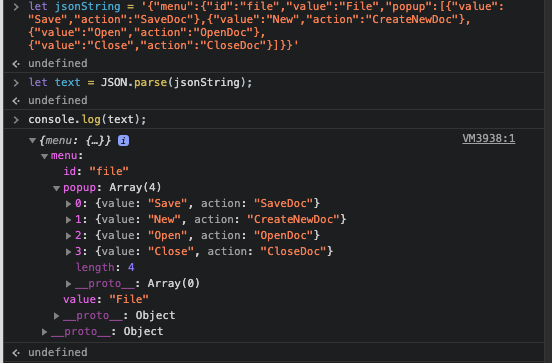 > let jsonString = '{"menu":{"id":"file","value":"File","popup":[{"value":
"Save","action":"SaveDoc"},{"value":"New","action":"CreateNewDoc"},
{"value":"Open","action":"OpenDoc"},
{"value":"Close","action":"CloseDoc"}]}}'
undefined
> let text = JSON.parse(jsonString);
undefined
> console.log(text);
VM3938:1
{menu: {…}} i
menu:
id: "file"
popup: Array(4)
0: {value: "Save", action: "SaveDoc"}
1: {value: "New", action: "CreateNewDoc"}
2: {value: "Open", action: "OpenDoc"}
3: {value: "Close", action: "CloseDoc"}
length: 4
__proto__: Array(0)
value: "File"
__proto__: Object
__proto__: Object
undefined